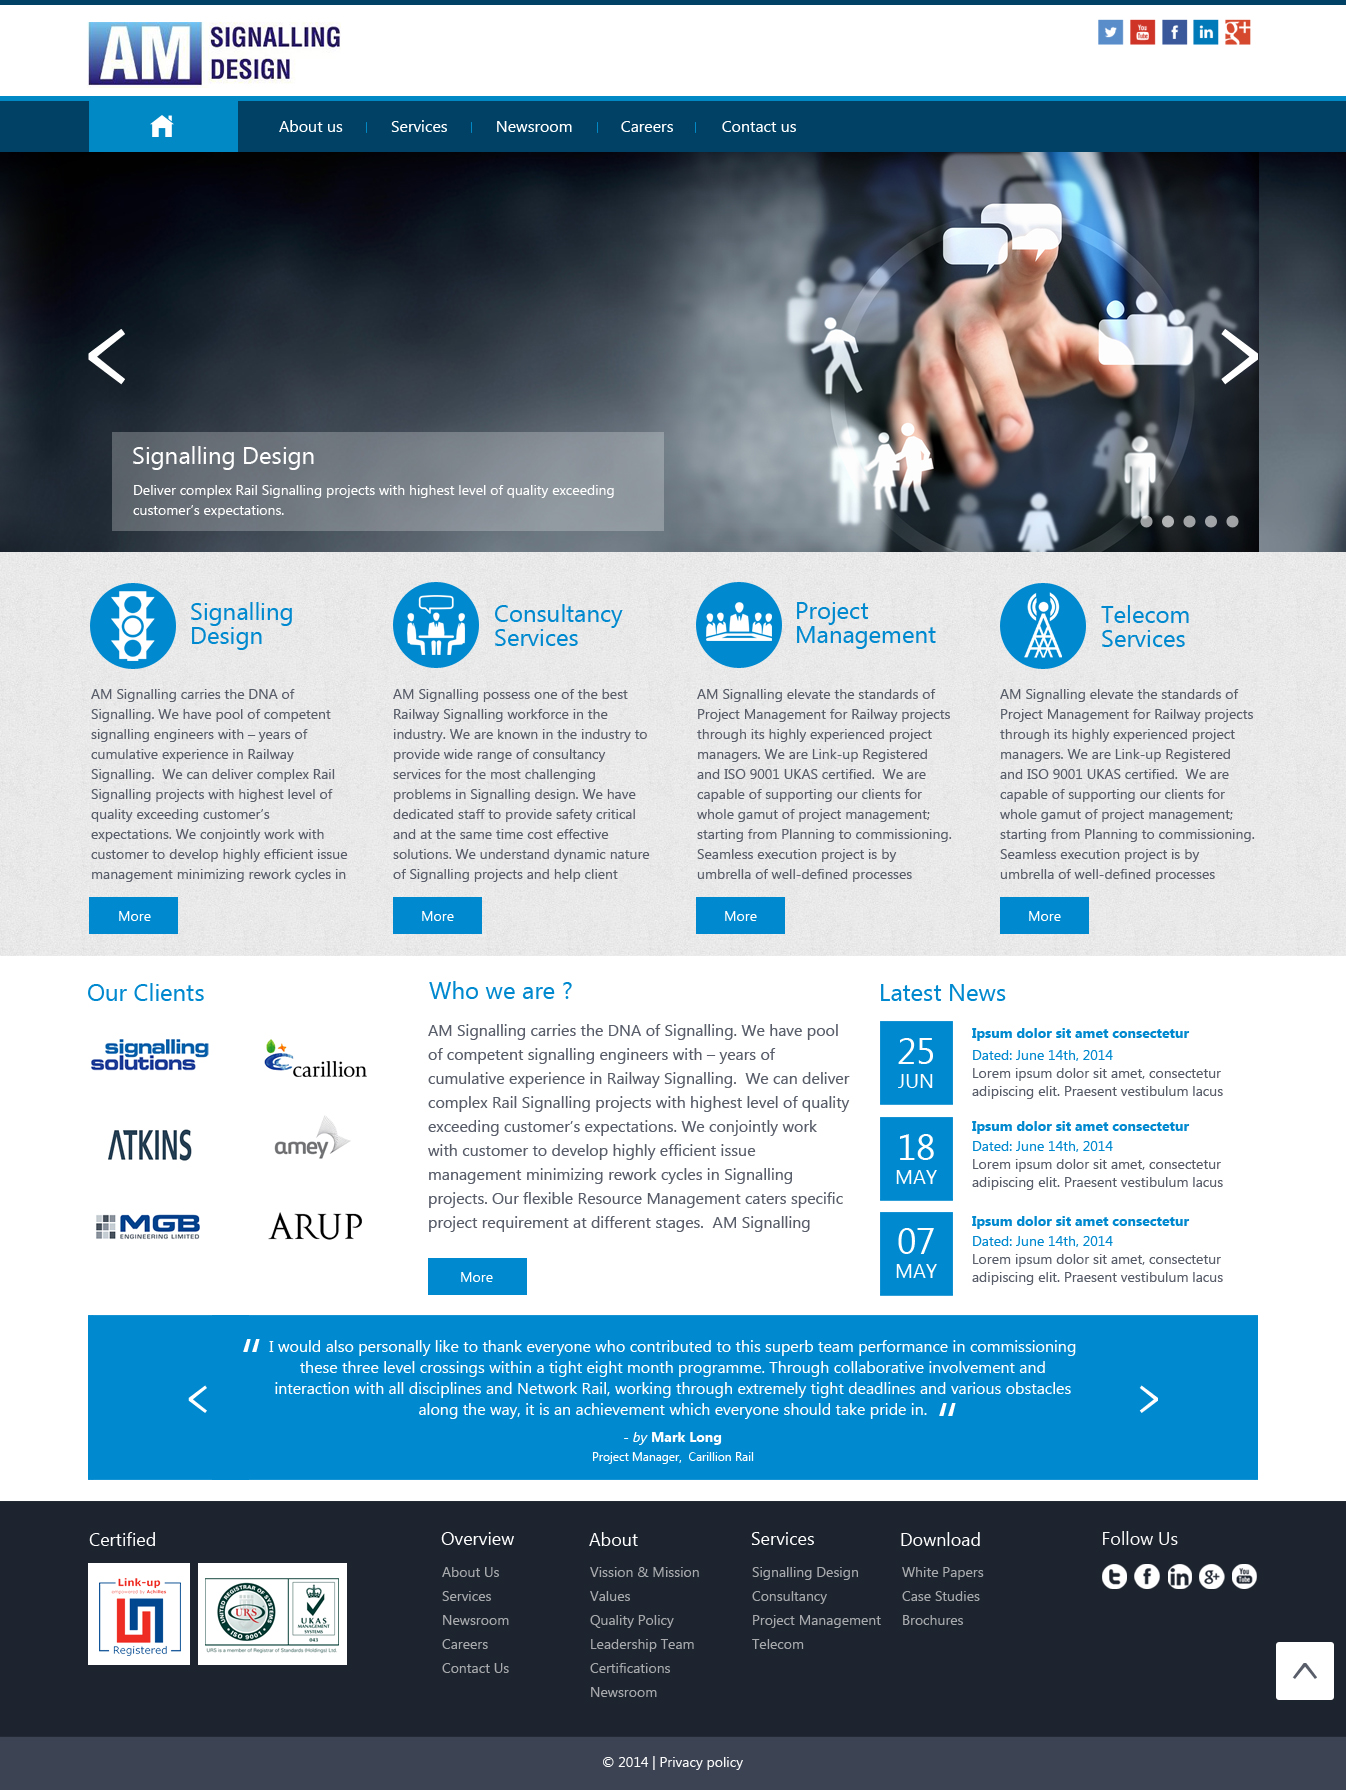 AM SIGNALLING
DESIGN
About us
Services
Newsroom
Careers
Contact us
Signalling Design
Deliver complex Rail Signalling projects with highest level of quality exceeding
customer's expectations.
Signalling
Design
AM Signalling carries the DNA of
Signalling. We have pool of competent
signalling engineers with – years of
cumulative experience in Railway
Signalling.  We can deliver complex Rail
Signalling projects with highest level of
quality exceeding customer's
expectations. We conjointly work with
customer to develop highly efficient issue
management minimizing rework cycles in
More
Consultancy
Services
AM Signalling possess one of the best
Railway Signalling workforce in the
industry. We are known in the industry to
provide wide range of consultancy
services for the most challenging
problems in Signalling design. We have
dedicated staff to provide safety critical
and at the same time cost effective
solutions. We understand dynamic nature
of Signalling projects and help client
More
Project
Management
AM Signalling elevate the standards of
Project Management for Railway projects
through its highly experienced project
managers. We are Link-up Registered
and ISO 9001 UKAS certified.  We are
capable of supporting our clients for
whole gamut of project management;
starting from Planning to commissioning.
Seamless execution project is by
umbrella of well-defined processes
More
Telecom
Services
AM Signalling elevate the standards of
Project Management for Railway projects
through its highly experienced project
managers. We are Link-up Registered
and ISO 9001 UKAS certified.  We are
capable of supporting our clients for
whole gamut of project management;
starting from Planning to commissioning.
Seamless execution project is by
umbrella of well-defined processes
More
Our Clients
signalling
solutions
carillion
ATKINS
amey
MGB
ENGINEERING LIMITED
ARUP
Who we are ?
AM Signalling carries the DNA of Signalling. We have pool
of competent signalling engineers with – years of
cumulative experience in Railway Signalling.  We can deliver
complex Rail Signalling projects with highest level of quality
exceeding customer's expectations. We conjointly work
with customer to develop highly efficient issue
management minimizing rework cycles in Signalling
projects. Our flexible Resource Management caters specific
project requirement at different stages.  AM Signalling
More
Latest News
25
JUN
Ipsum dolor sit amet consectetur
Dated: June 14th, 2014
Lorem ipsum dolor sit amet, consectetur
adipiscing elit. Praesent vestibulum lacus
18
MAY
Ipsum dolor sit amet consectetur
Dated: June 14th, 2014
Lorem ipsum dolor sit amet, consectetur
adipiscing elit. Praesent vestibulum lacus
07
MAY
Ipsum dolor sit amet consectetur
Dated: June 14th, 2014
Lorem ipsum dolor sit amet, consectetur
adipiscing elit. Praesent vestibulum lacus
" I would also personally like to thank everyone who contributed to this superb team performance in commissioning
these three level crossings within a tight eight month programme. Through collaborative involvement and
interaction with all disciplines and Network Rail, working through extremely tight deadlines and various obstacles
along the way, it is an achievement which everyone should take pride in. "
- by Mark Long
Project Manager,  Carillion Rail
Certified
Link-up
empowered by Achilles
Registered
UNITED REGISTRAR OF SYSTEMS
URS
ISO 9001
UKAS
MANAGEMENT
SYSTEMS
043
URS is a member of Registrar of Standards (Holdings) Ltd.
Overview
About Us
Services
Newsroom
Careers
Contact Us
About
Vission & Mission
Values
Quality Policy
Leadership Team
Certifications
Newsroom
Services
Signalling Design
Consultancy
Project Management
Telecom
Download
White Papers
Case Studies
Brochures
Follow Us
© 2014 | Privacy policy